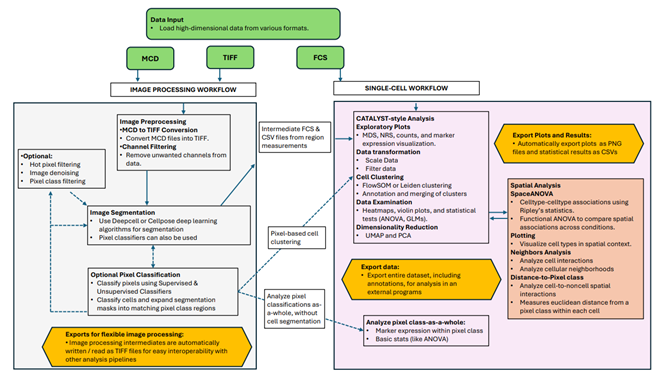 Data Input
• Load high-dimensional data from various formats.
MCD
TIFF
FCS
IMAGE PROCESSING WORKFLOW
SINGLE-CELL WORKFLOW
Image Preprocessing
•MCD to TIFF Conversion
• Convert MCD files into TIFF.
•Channel Filtering
• Remove unwanted channels from
data.
•Optional:
• Hot pixel filtering
• Image denoising
• Pixel class filtering
Image Segmentation
• Use Deepcell or Cellpose deep learning
algorithms for segmentation
• Pixel classifiers can also be used
Optional Pixel Classification
• Classify pixels using Supervised &
Unsupervised Classifiers
• Classify cells and expand segmentation
masks into matching pixel class regions
Exports for flexible image processing:
• Image processing intermediates are automatically
written / read as TIFF files for easy interoperability with
other analysis pipelines
Intermediate FCS &
CSV files from region
measurements
Pixel-based cell
clustering
Analyze pixel
classifications as-
a-whole, without
cell segmentation
CATALYST-style Analysis
Exploratory Plots
• MDS, NRS, counts, and marker
expression visualization.
Data transformation
• Scale Data
• Filter data
Cell Clustering
• FlowSOM or Leiden clustering
• Annotation and merging of clusters
Data Examination
• Heatmaps, violin plots, and statistical
tests (ANOVA, GLMs).
Dimensionality Reduction
• UMAP and PCA
Export data:
• Export entire dataset, including
annotations, for analysis in an
external programs
Analyze pixel class-as-a-whole:
• Marker expression within pixel class
• Basic stats (like ANOVA)
Export Plots and Results:
• Automatically export plots as PNG
files and statistical results as CSVs
Spatial Analysis
SpaceANOVA
• Celltype-celltype associations using
Ripley's statistics.
• Functional ANOVA to compare spatial
associations across conditions.
Plotting
• Visualize cell types in spatial context.
Neighbors Analysis
• Analyze cell interactions
• Analyze cellular neighborhoods
Distance-to-Pixel class
• Analyze cell-to-noncell spatial
interactions
• Measures euclidean distance from a
pixel class within each cell